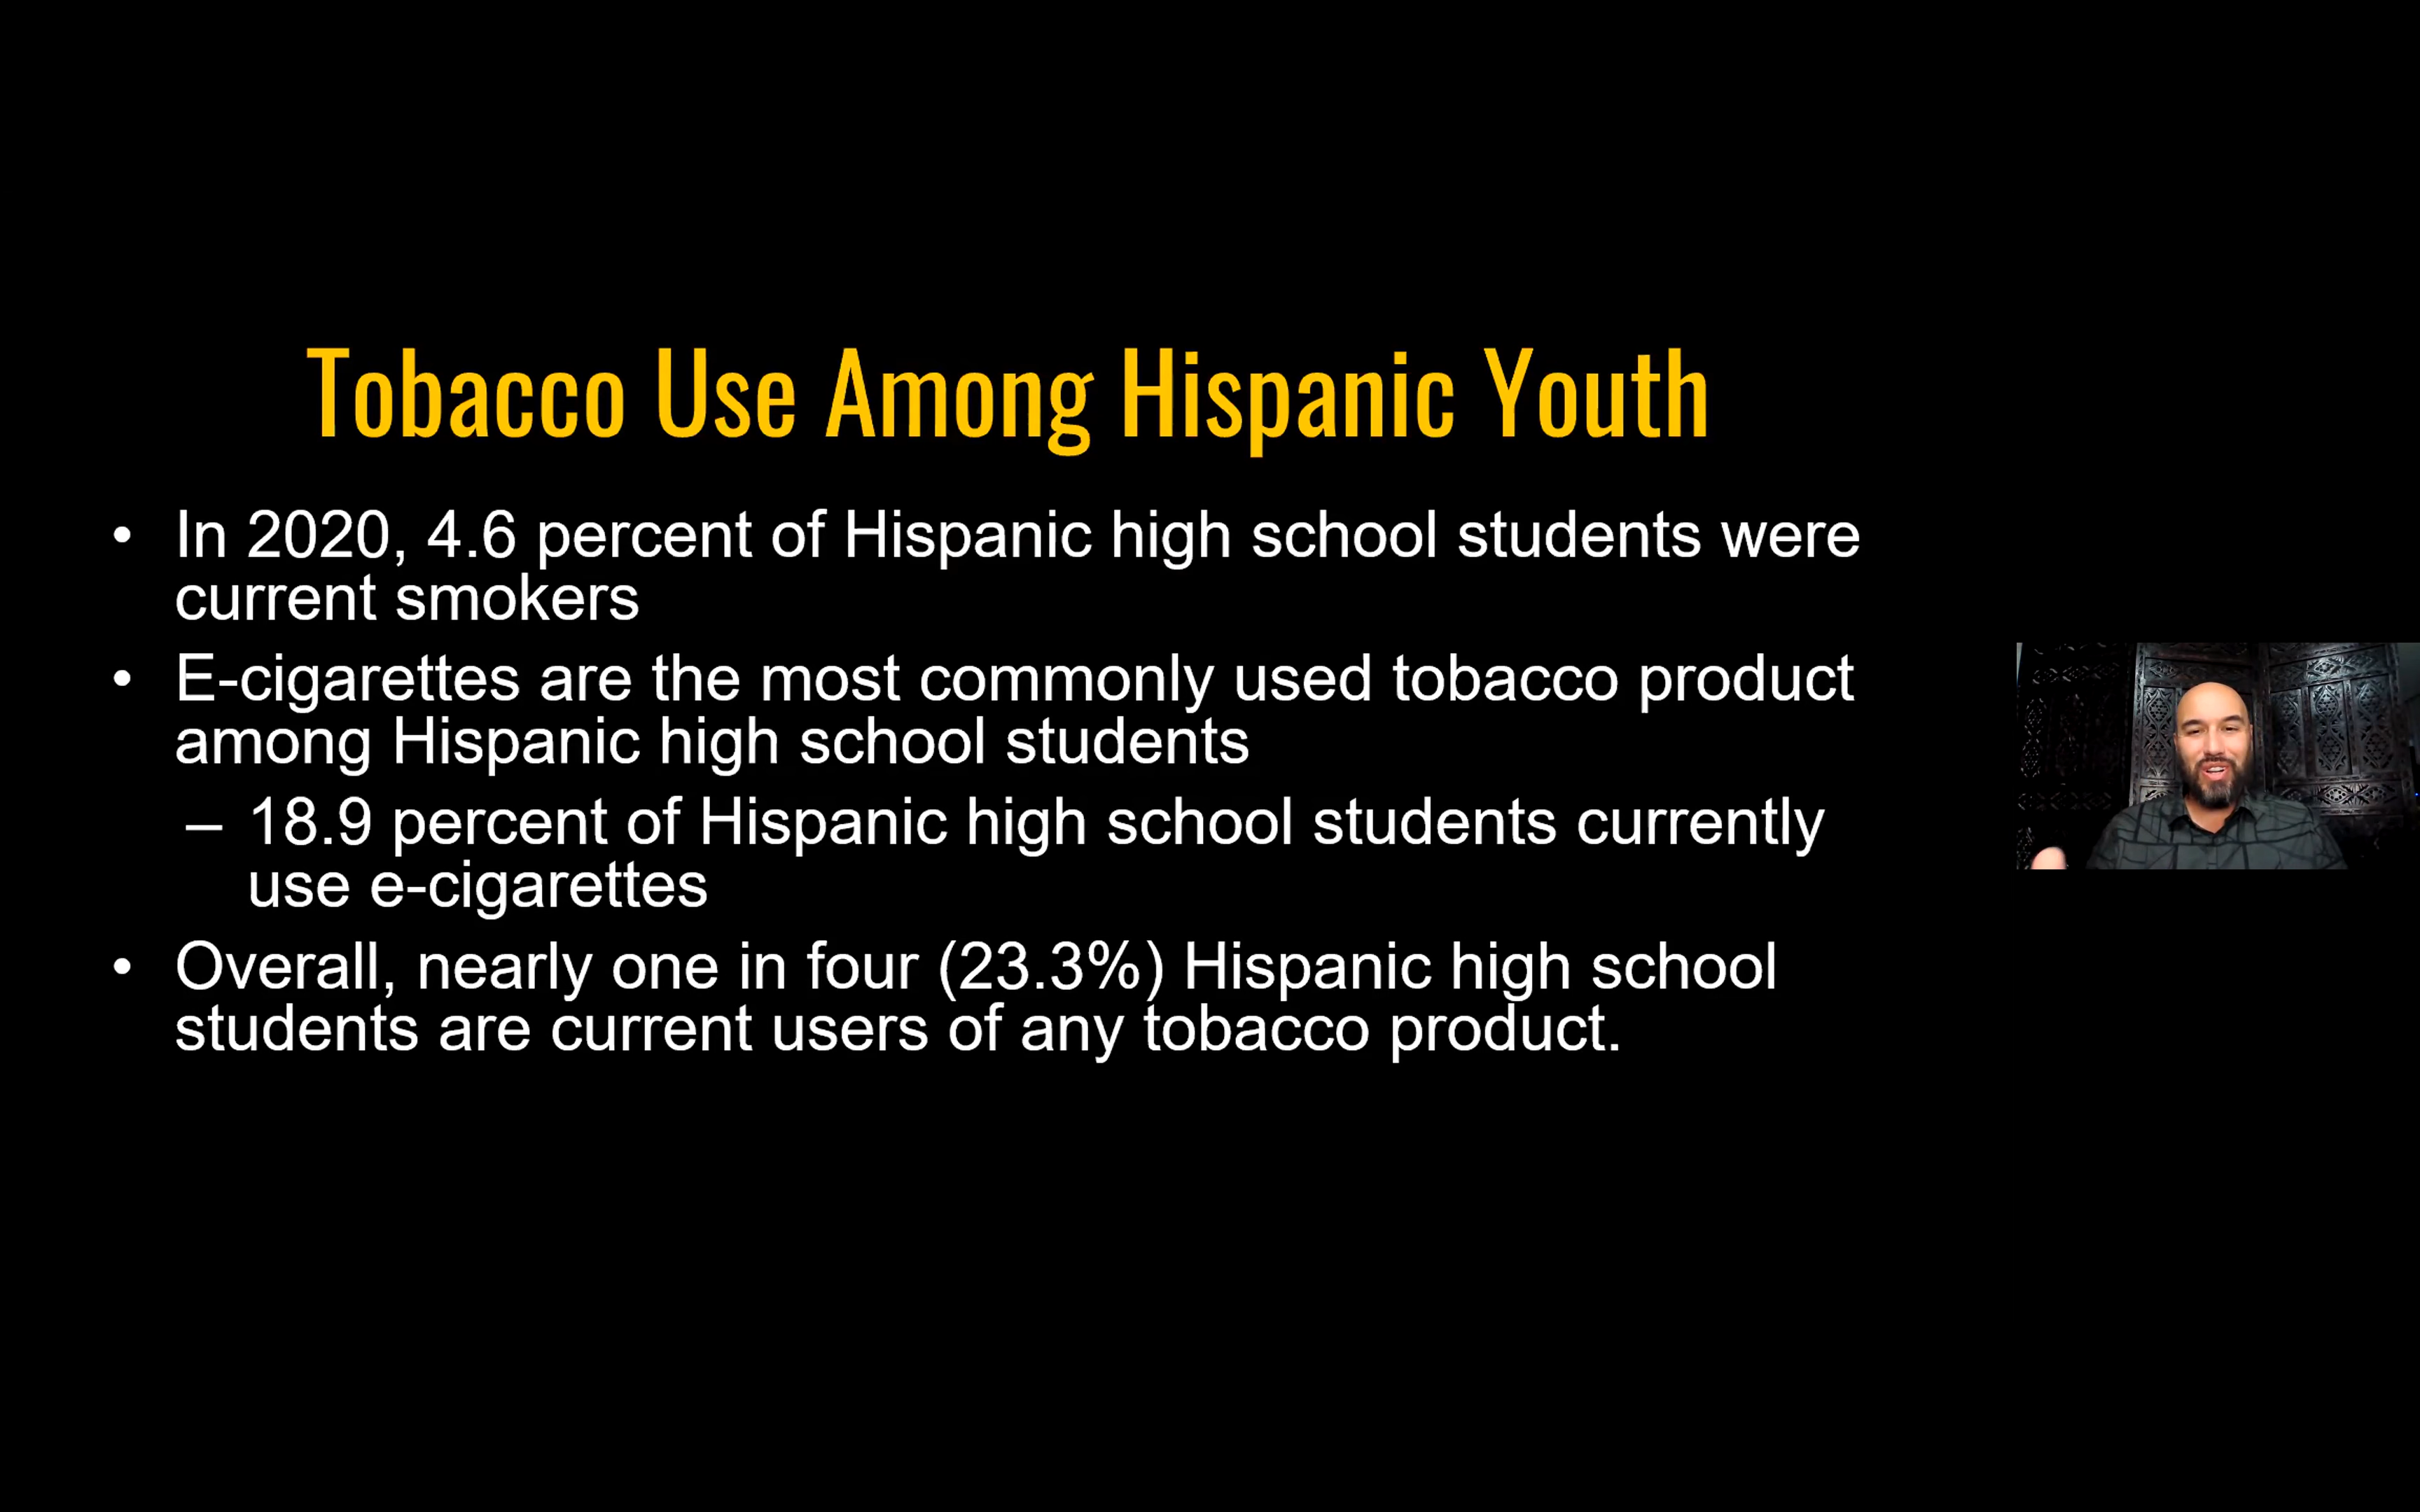 Tobacco Use Among Hispanic Youth
• In 2020, 4.6 percent of Hispanic high school students were
current smokers
• E-cigarettes are the most commonly used tobacco product
among Hispanic high school students
– 18.9 percent of Hispanic high school students currently
use e-cigarettes
• Overall, nearly one in four (23.3%) Hispanic high school
students are current users of any tobacco product.